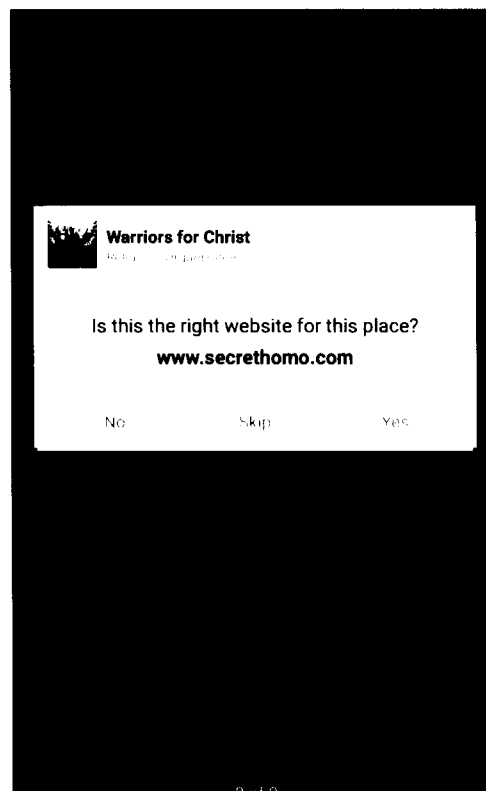 Warriors for Christ
Is this the right website for this place?
www.secrethomo.com
No Skip Yes